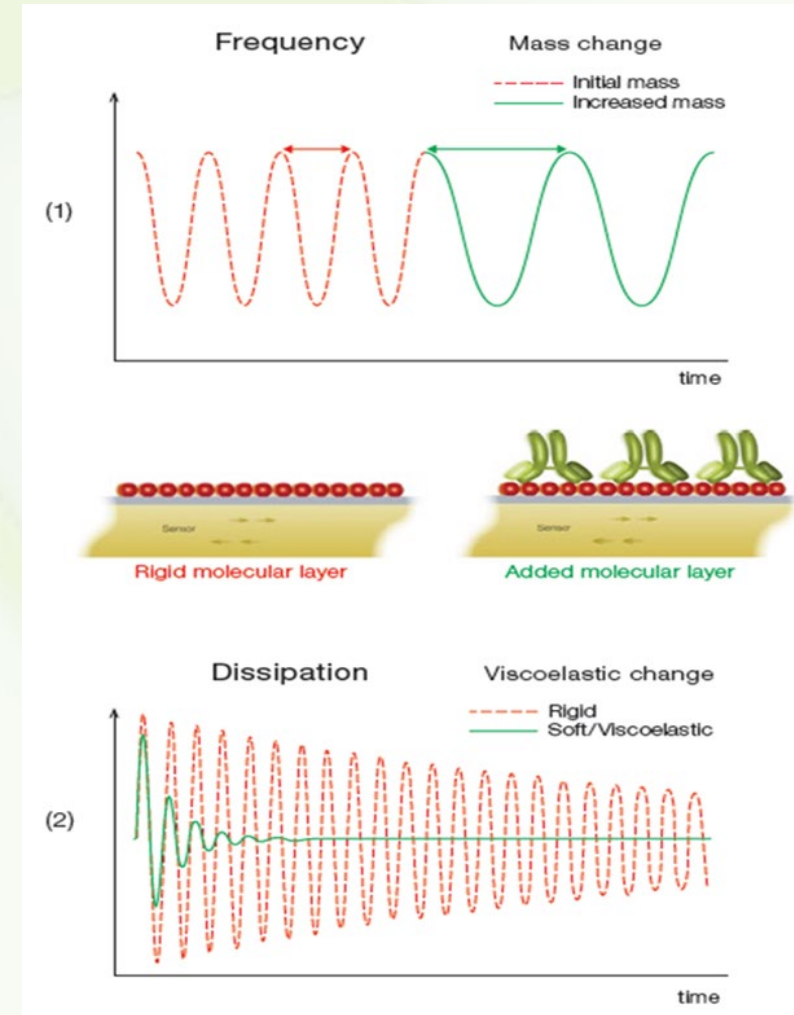 Frequency
Mass change
Initial mass
Increased mass
(1)
time
Sensor
Sensor
Rigid molecular layer
Added molecular layer
Dissipation
Viscoelastic change
Rigid
Soft/Viscoelastic
(2)
time